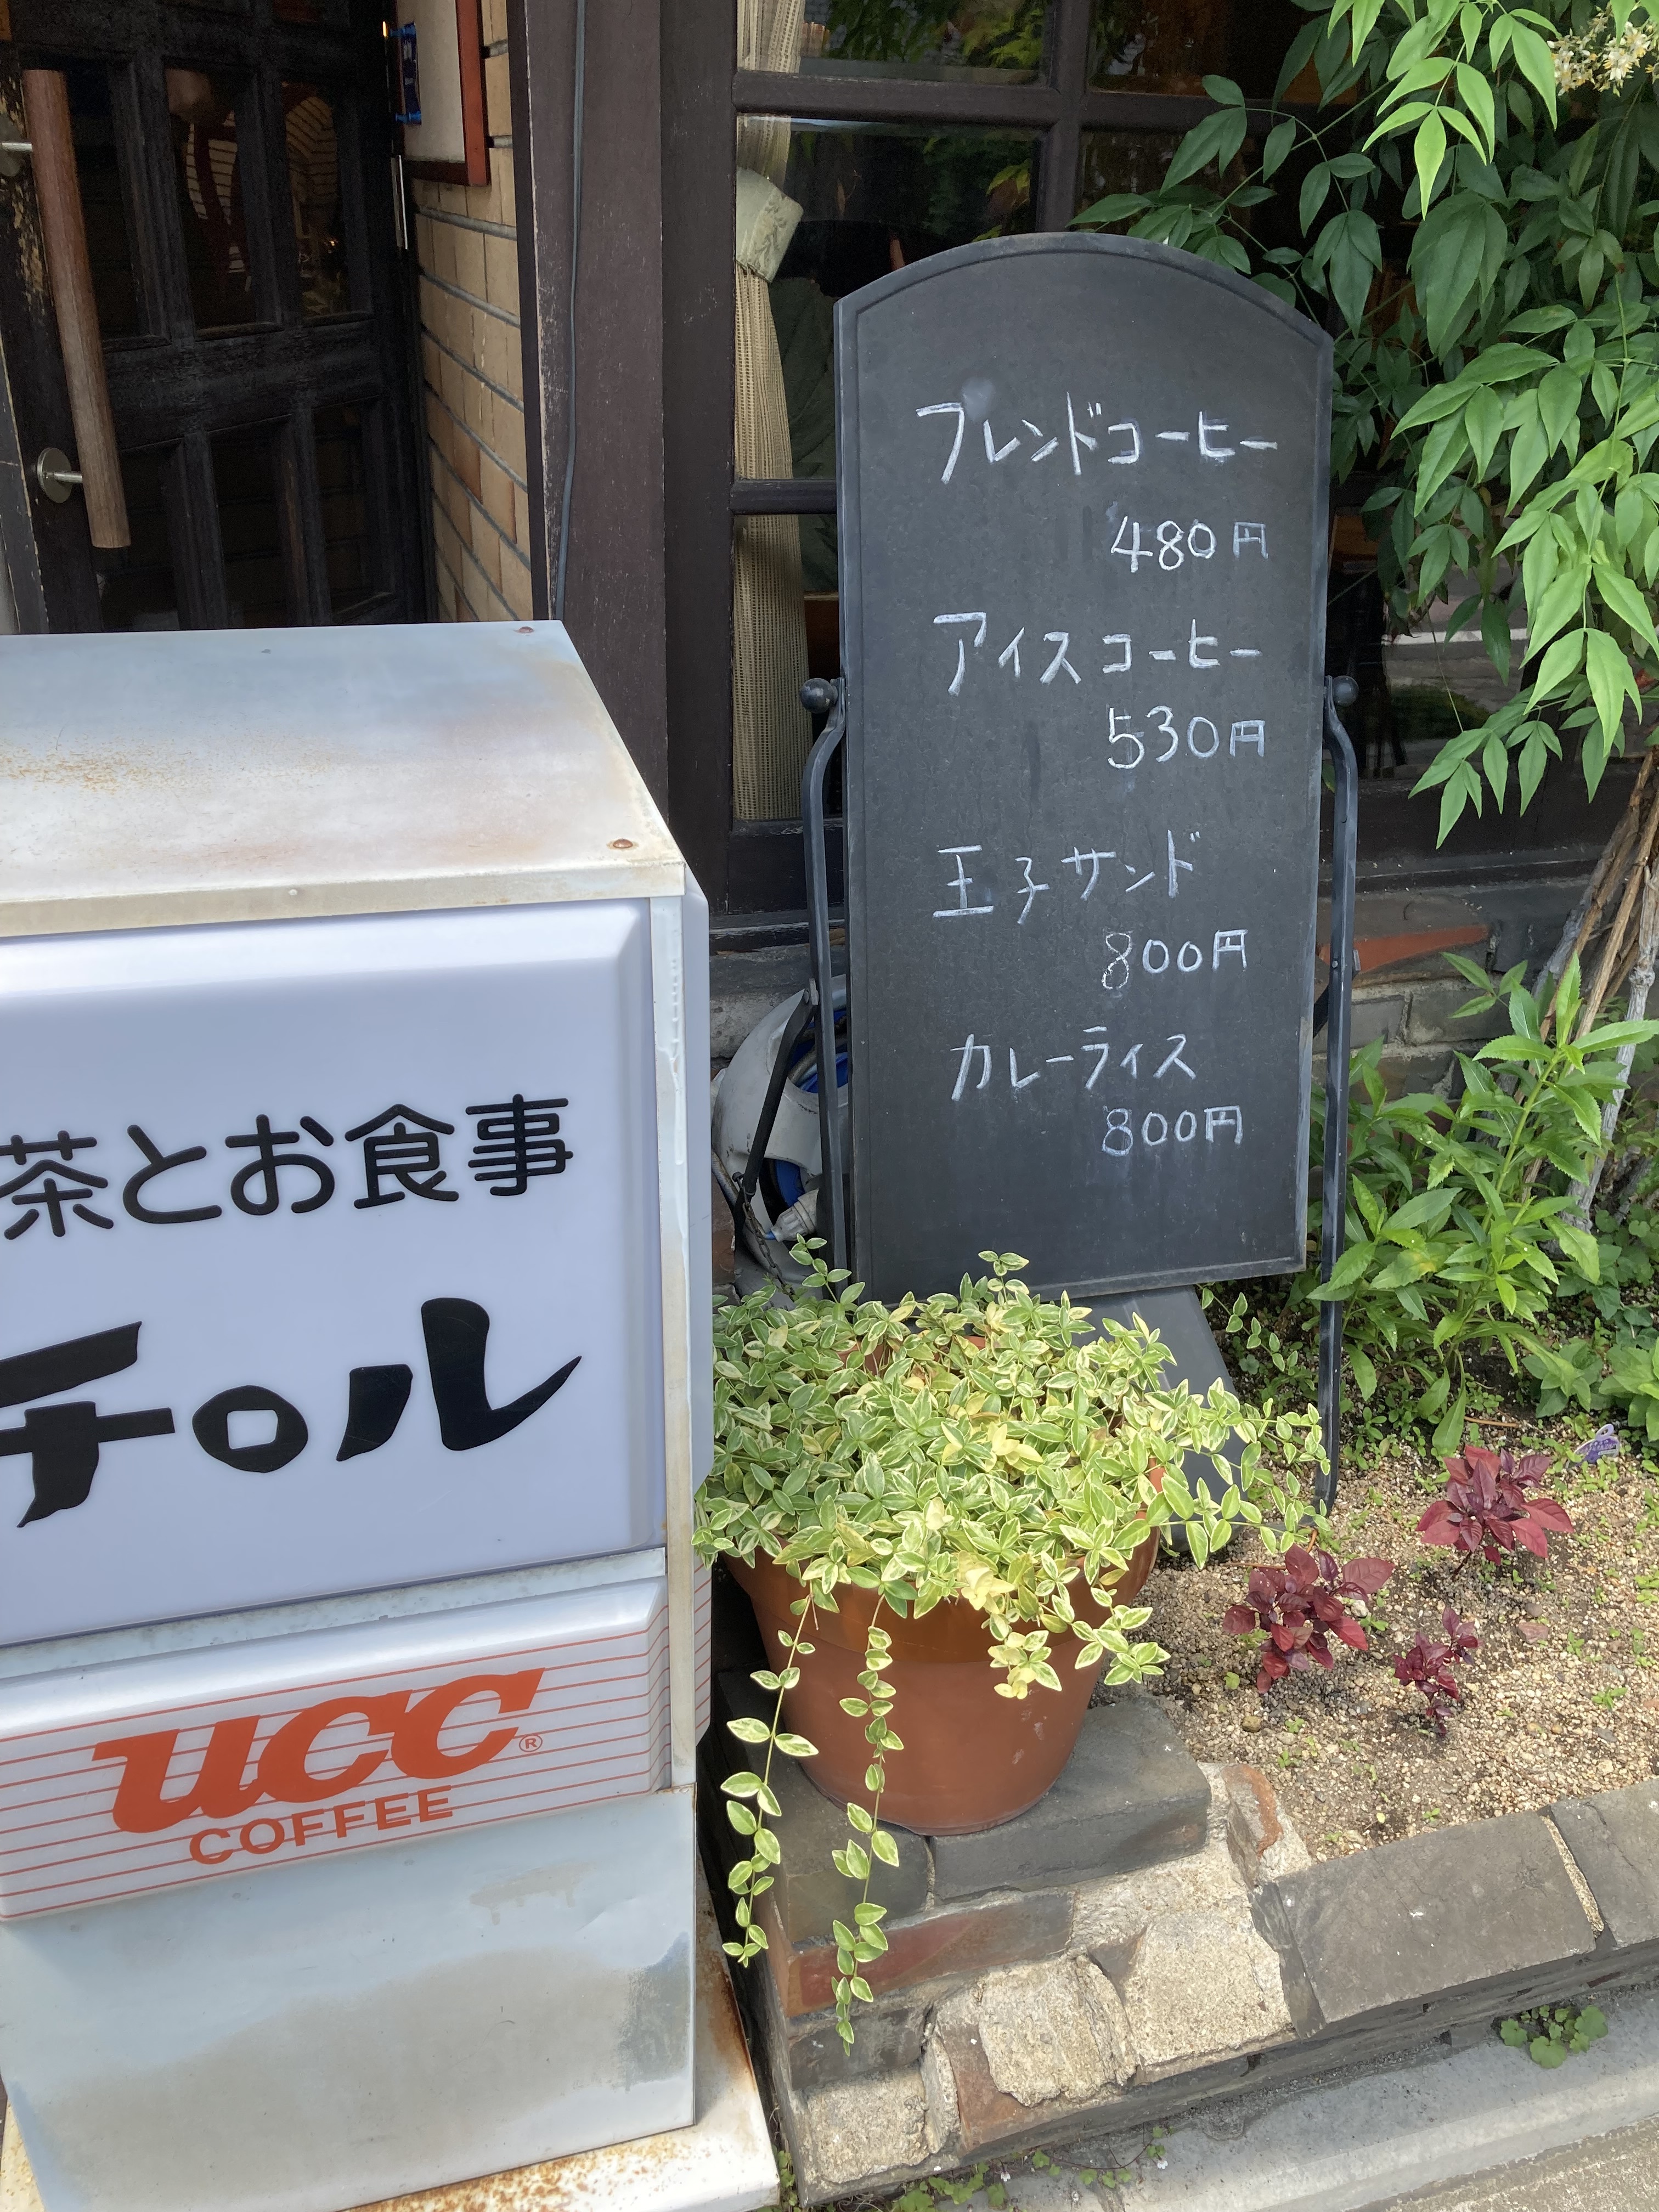 フレンドコーヒー
480円
アイスコーヒー
530円
王子サンド
800円
カレーライス
800円
茶とお食事
チロル
ucc®
COFFEE